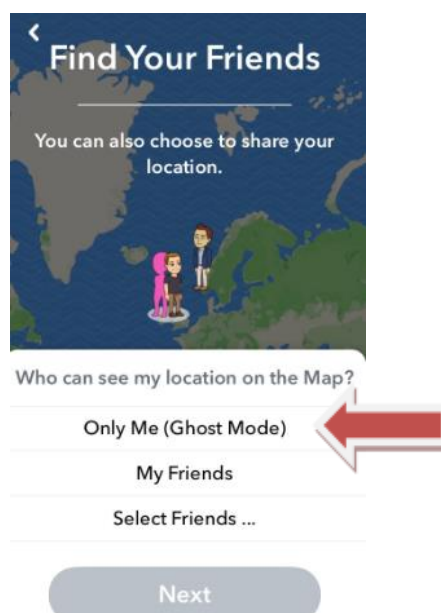 Find Your Friends
You can also choose to share your
location.
Who can see my location on the Map?
Only Me (Ghost Mode)
My Friends
Select Friends ...
Next